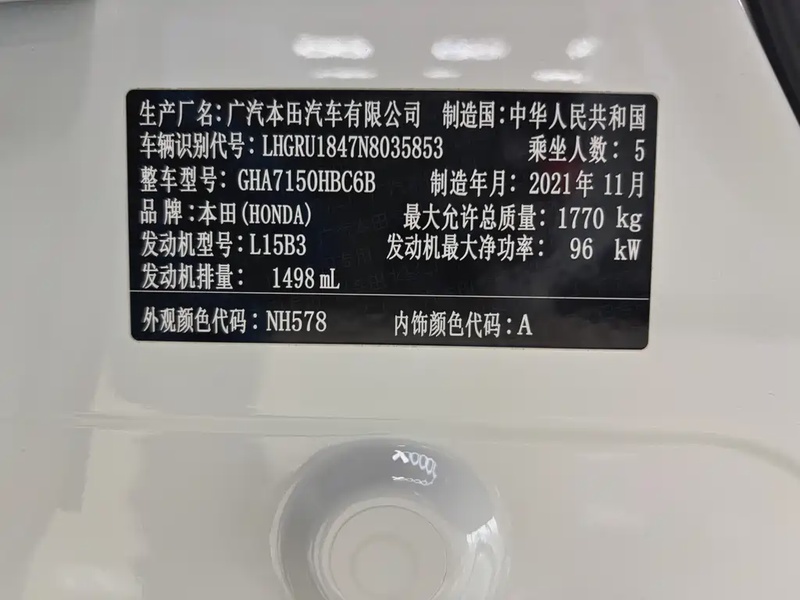 生产厂名：广汽本田汽车有限公司 制造国：中华人民共和国
车辆识别代号：LHGRU1847N8035853 乘坐人数：5
整车型号：GHA7150HBC6B 制造年月：2021年11月
品牌：本田(HONDA) 最大允许总质量：1770 kg
发动机型号：L15B3 发动机最大净功率：96 kW
发动机排量：1498 mL
外观颜色代码：NH578 内饰颜色代码：A